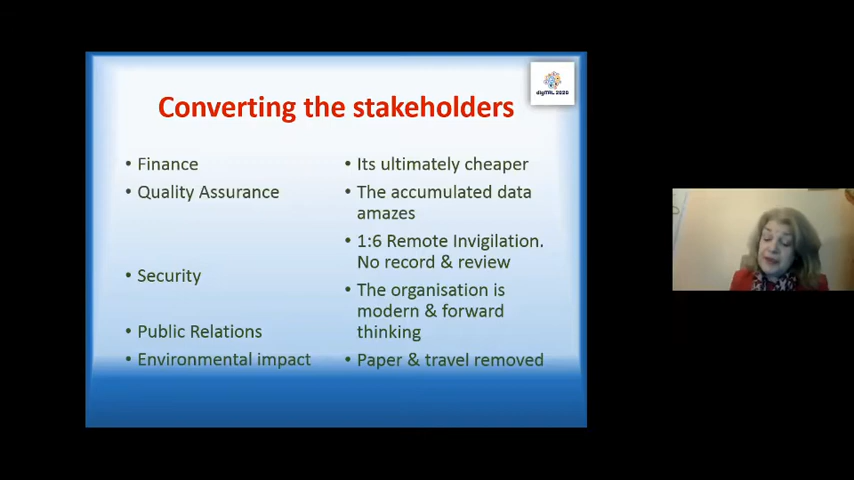 Converting the stakeholders
• Finance
• Quality Assurance
• Security
• Public Relations
• Environmental impact
• Its ultimately cheaper
• The accumulated data
amazes
• 1:6 Remote Invigilation.
No record & review
• The organisation is
modern & forward
thinking
• Paper & travel removed